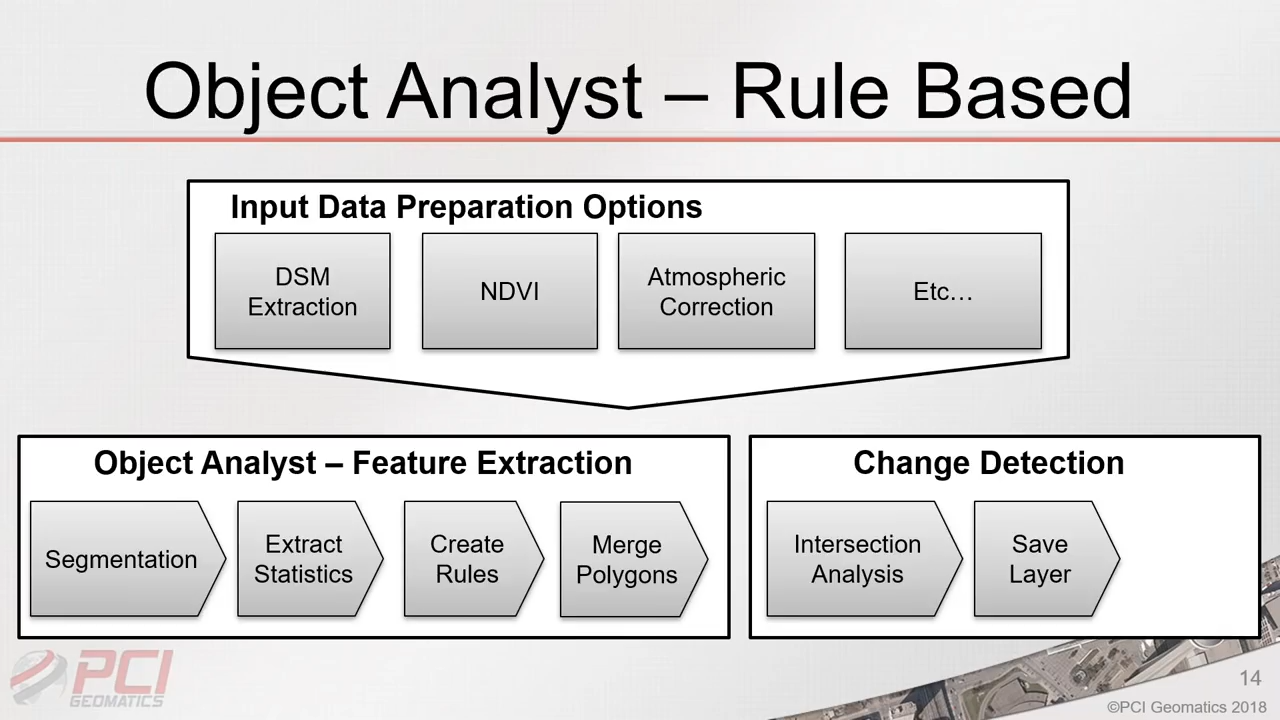 Object Analyst – Rule Based
Input Data Preparation Options
DSM
Extraction
NDVI
Atmospheric
Correction
Etc…
Object Analyst – Feature Extraction
Segmentation
Extract
Statistics
Create
Rules
Merge
Polygons
Change Detection
Intersection
Analysis
Save
Layer
PCI
GEOMATICS
14
©PCI Geomatics 2018